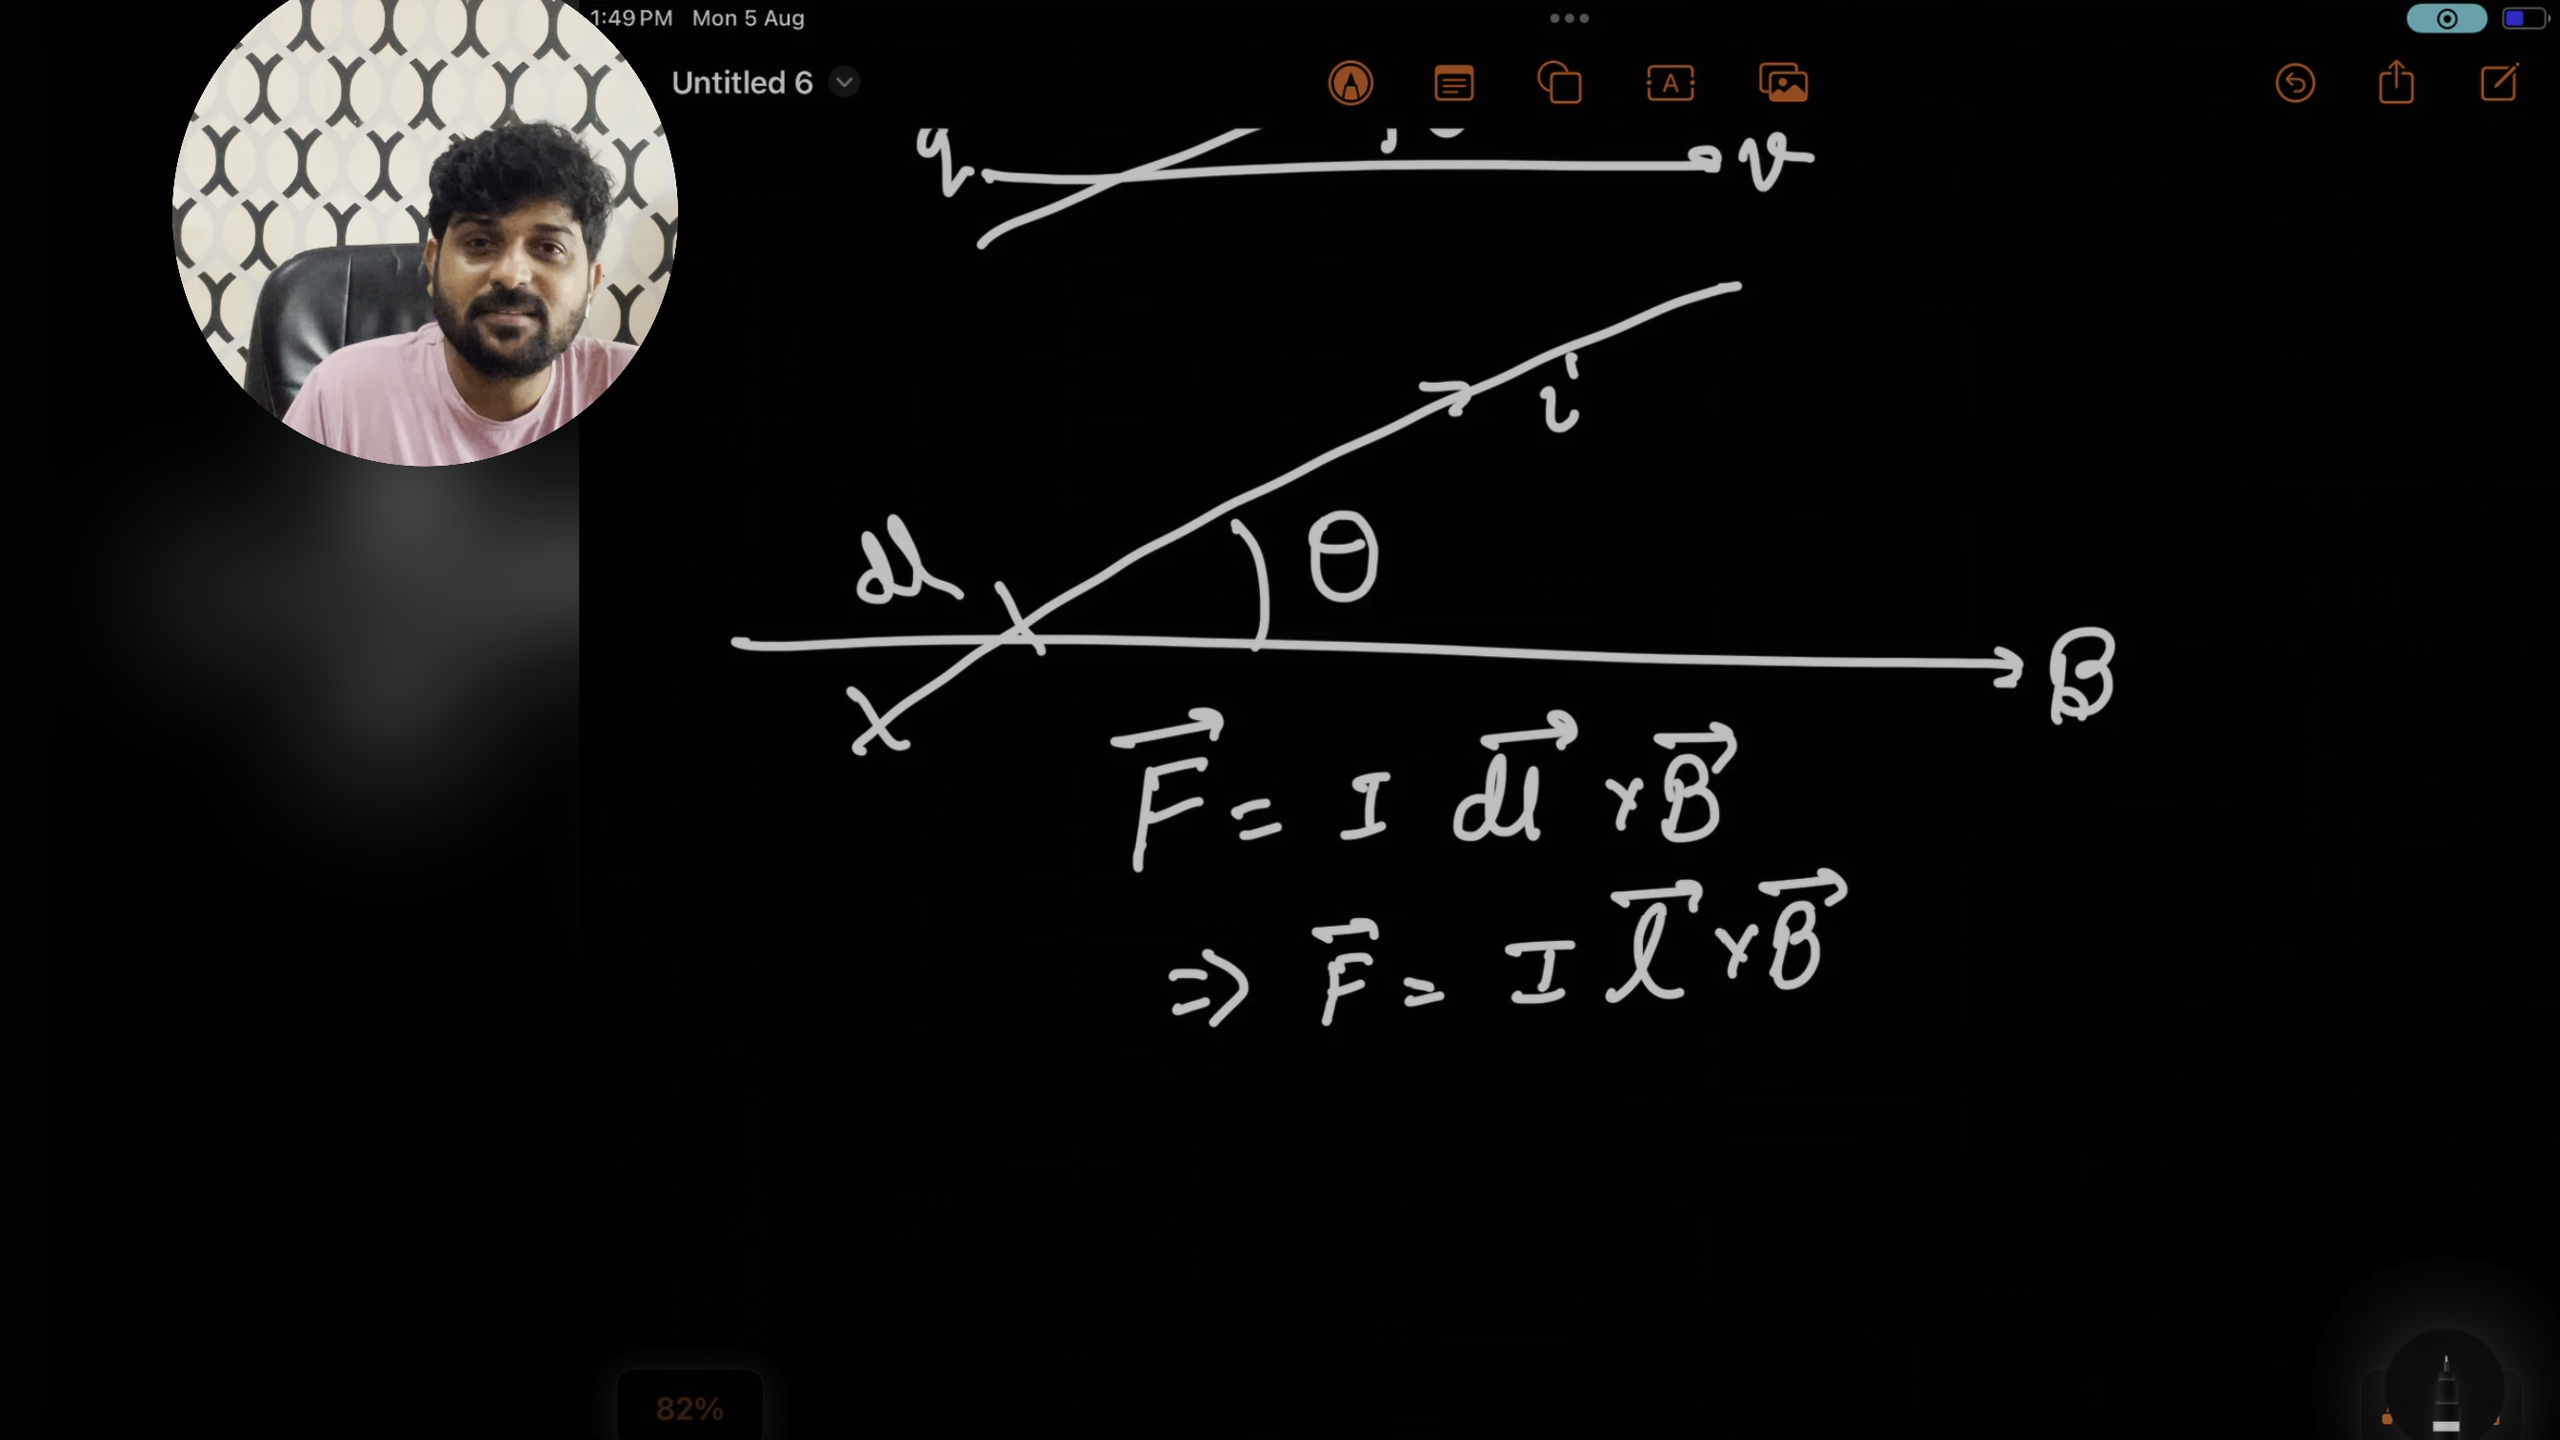 1:49 PM Mon 5 Aug
Untitled 6
A
q v
i
dl
θ
B
F = I dl × B
⇒ F = I l × B
82%